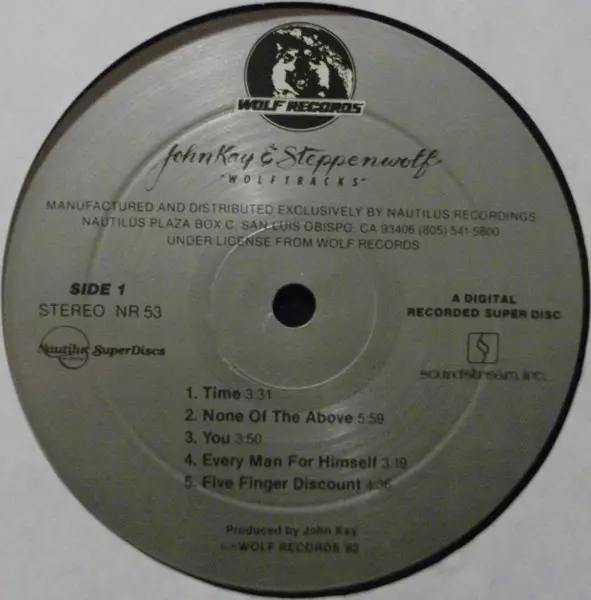 WOLF RECORDS
John Kay & Steppenwolf
"WOLFTRACKS"
MANUFACTURED AND DISTRIBUTED EXCLUSIVELY BY NAUTILUS RECORDINGS
NAUTILUS PLAZA BOX C, SAN LUIS OBISPO, CA 93406 (805) 541-5800
UNDER LICENSE FROM WOLF RECORDS
SIDE 1
STEREO NR 53
A DIGITAL
RECORDED SUPER DISC
Nautilus SuperDiscs
soundstream, inc.
1. Time 3:31
2. None Of The Above 5:59
3. You 3:50
4. Every Man For Himself 3:19
5. Five Finger Discount 4:36
Produced by John Kay
WOLF RECORDS '82